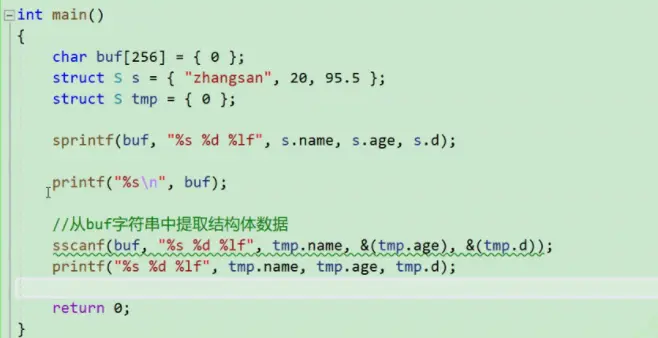 int main()
{
    char buf[256] = { 0 };
    struct S s = { "zhangsan", 20, 95.5 };
    struct S tmp = { 0 };
    sprintf(buf, "%s %d %lf", s.name, s.age, s.d);
    printf("%s\n", buf);
    //从buf字符串中提取结构体数据
    sscanf(buf, "%s %d %lf", tmp.name, &(tmp.age), &(tmp.d));
    printf("%s %d %lf", tmp.name, tmp.age, tmp.d);
    return 0;
}